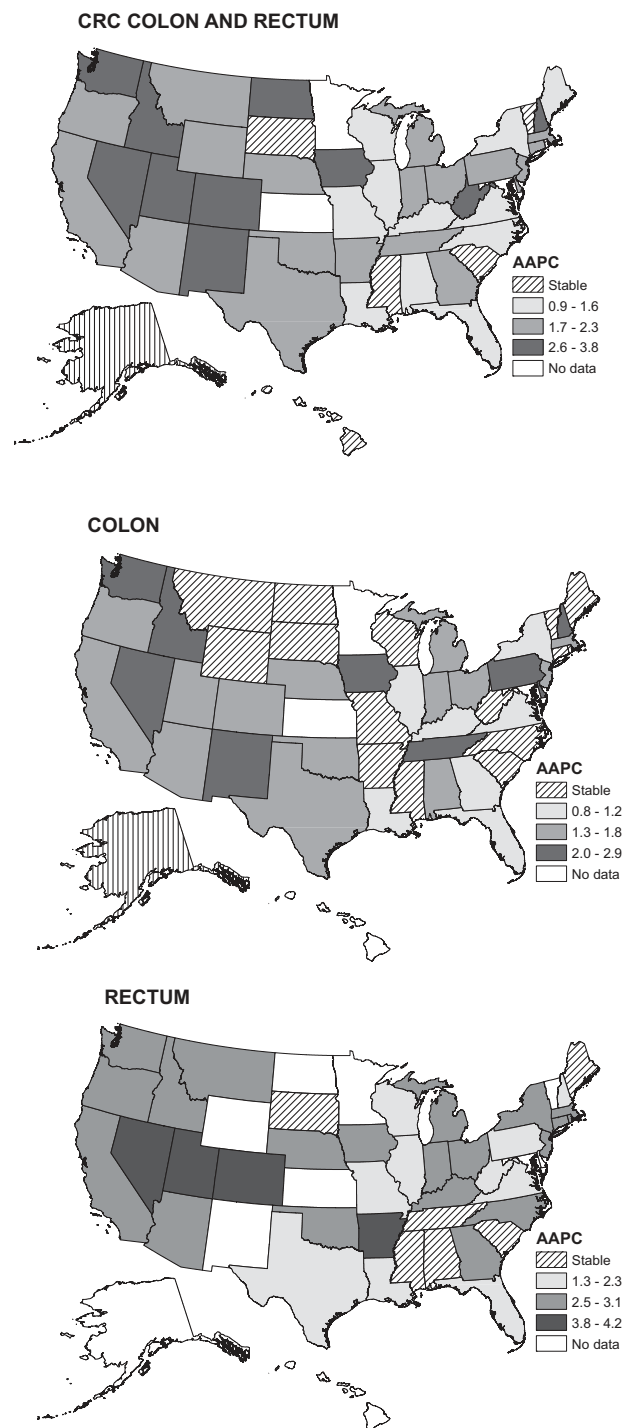 CRC COLON AND RECTUM
AAPC
Stable
0.9 - 1.6
1.7 - 2.3
2.6 - 3.8
No data
COLON
AAPC
Stable
0.8 - 1.2
1.3 - 1.8
2.0 - 2.9
No data
RECTUM
AAPC
Stable
1.3 - 2.3
2.5 - 3.1
3.8 - 4.2
No data